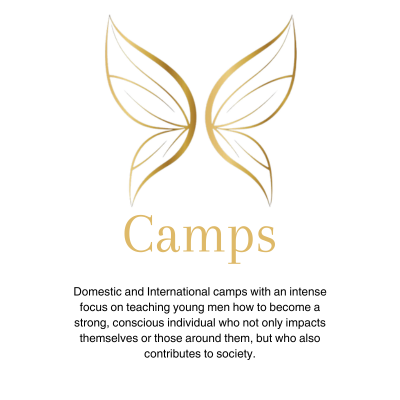 Camps
Domestic and International camps with an intense
focus on teaching young men how to become a
strong, conscious individual who not only impacts
themselves or those around them, but who also
contributes to society.